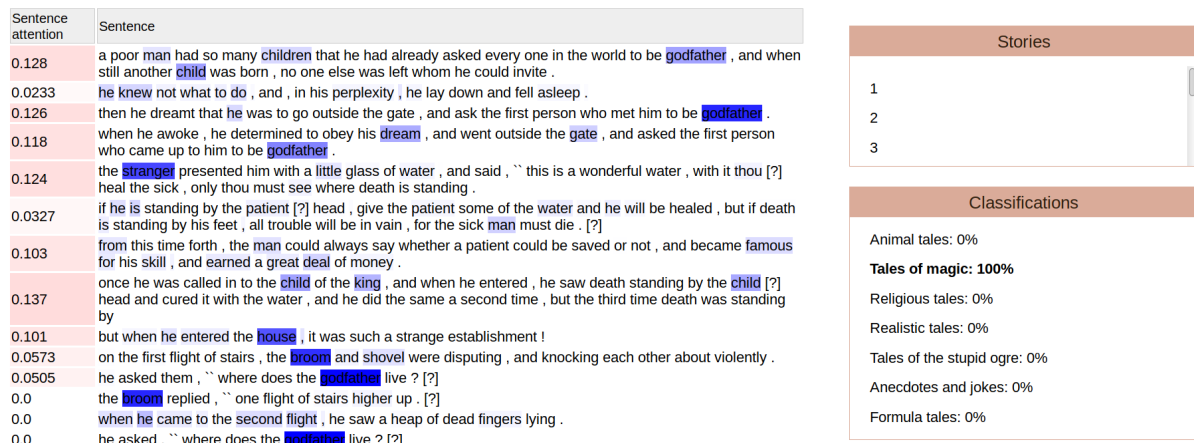 Sentence
attention
Sentence
0.128
a poor man had so many children that he had already asked every one in the world to be godfather , and when
still another child was born , no one else was left whom he could invite .
0.0233
he knew not what to do , and , in his perplexity , he lay down and fell asleep .
0.126
then he dreamt that he was to go outside the gate , and ask the first person who met him to be godfather .
0.118
when he awoke , he determined to obey his dream , and went outside the gate , and asked the first person
who came up to him to be godfather .
0.124
the stranger presented him with a little glass of water , and said , `` this is a wonderful water , with it thou [?]
heal the sick , only thou must see where death is standing .
0.0327
if he is standing by the patient [?] head , give the patient some of the water and he will be healed , but if death
is standing by his feet , all trouble will be in vain , for the sick man must die . [?]
0.103
from this time forth , the man could always say whether a patient could be saved or not , and became famous
for his skill , and earned a great deal of money .
0.137
once he was called in to the child of the king , and when he entered , he saw death standing by the child [?]
head and cured it with the water , and he did the same a second time , but the third time death was standing
by
0.101
but when he entered the house , it was such a strange establishment !
0.0573
on the first flight of stairs , the broom and shovel were disputing , and knocking each other about violently .
0.0505
he asked them , `` where does the godfather live ? [?]
0.0
the broom replied , `` one flight of stairs higher up . [?]
0.0
when he came to the second flight , he saw a heap of dead fingers lying .
0.0
he asked , `` where does the godfather live ? [?]
Stories
1
2
3
Classifications
Animal tales: 0%
Tales of magic: 100%
Religious tales: 0%
Realistic tales: 0%
Tales of the stupid ogre: 0%
Anecdotes and jokes: 0%
Formula tales: 0%